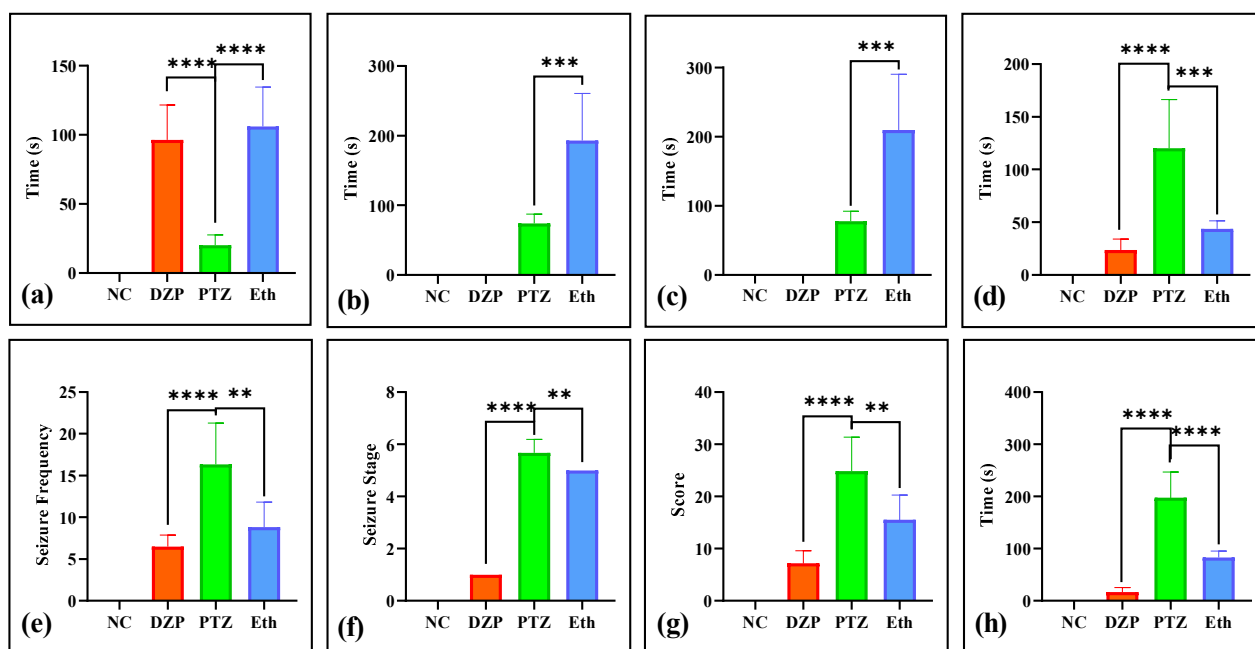 **** ****
150
100
50
0
Time (s)
NC DZP PTZ Eth
(a)
***
300
200
100
0
Time (s)
NC DZP PTZ Eth
(b)
***
300
200
100
0
Time (s)
NC DZP PTZ Eth
(c)
**** ***
200
150
100
50
0
Time (s)
NC DZP PTZ Eth
(d)
**** **
25
20
15
10
5
0
Seizure Frequency
NC DZP PTZ Eth
(e)
**** **
8
6
4
2
0
Seizure Stage
NC DZP PTZ Eth
(f)
**** **
40
30
20
10
0
Score
NC DZP PTZ Eth
(g)
**** ****
400
300
200
100
0
Time (s)
NC DZP PTZ Eth
(h)